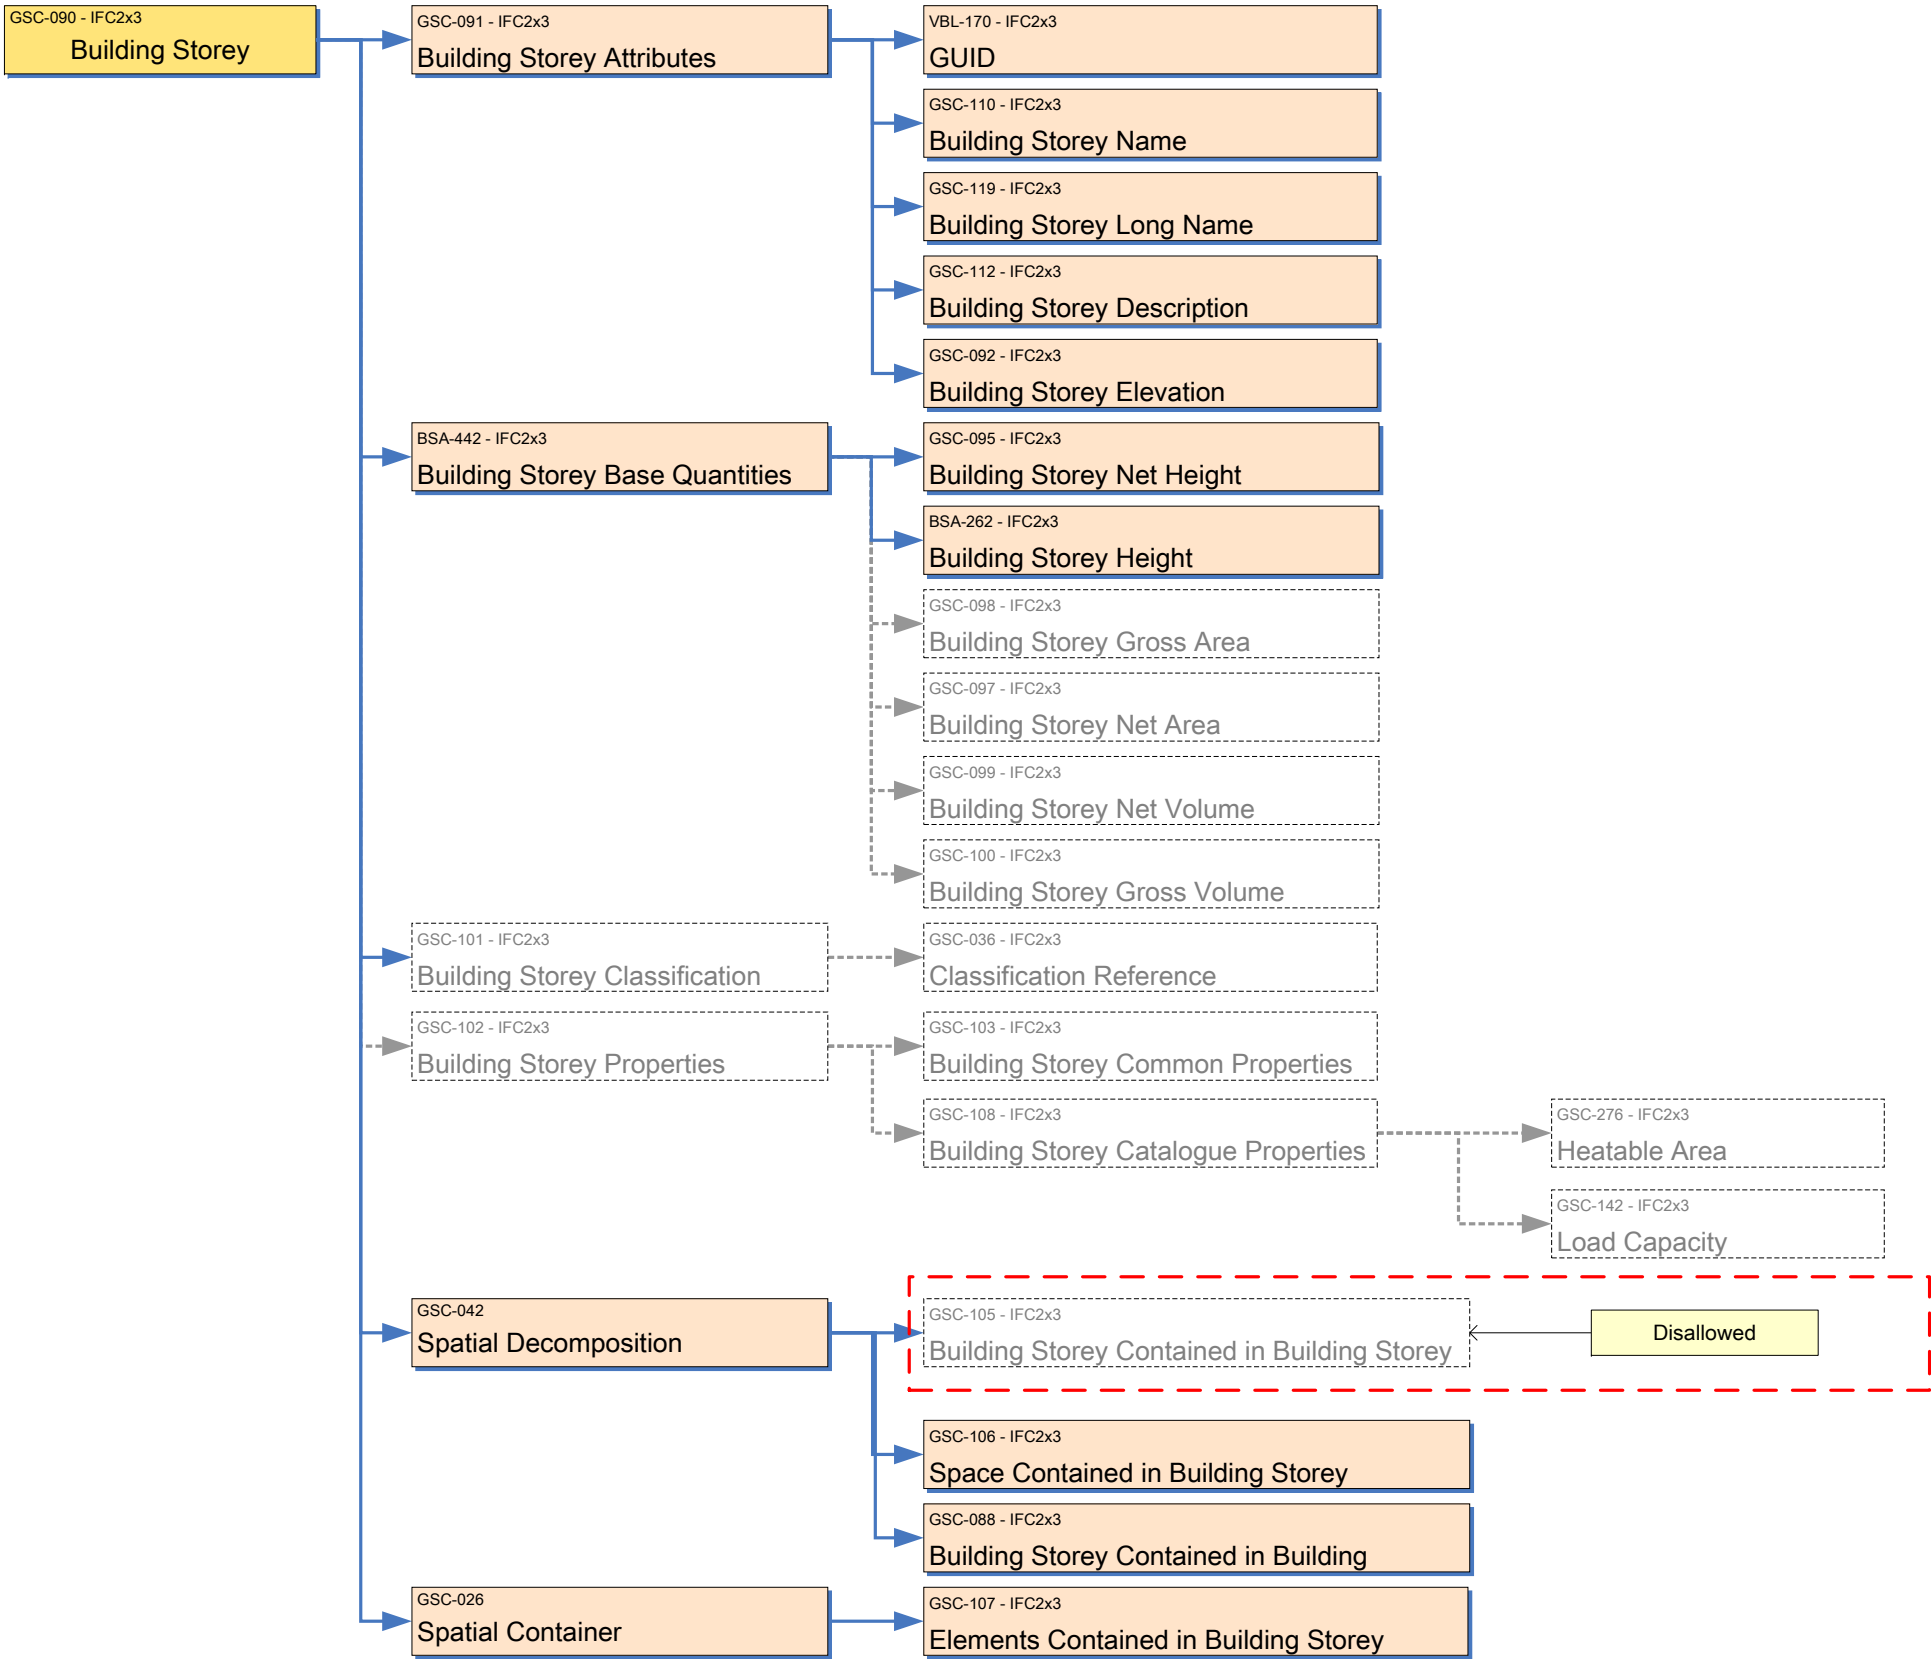 GSC-090 - IFC2x3
Building Storey
GSC-091 - IFC2x3
Building Storey Attributes
VBL-170 - IFC2x3
GUID
GSC-110 - IFC2x3
Building Storey Name
GSC-119 - IFC2x3
Building Storey Long Name
GSC-112 - IFC2x3
Building Storey Description
GSC-092 - IFC2x3
Building Storey Elevation
BSA-442 - IFC2x3
Building Storey Base Quantities
GSC-095 - IFC2x3
Building Storey Net Height
BSA-262 - IFC2x3
Building Storey Height
GSC-098 - IFC2x3
Building Storey Gross Area
GSC-097 - IFC2x3
Building Storey Net Area
GSC-099 - IFC2x3
Building Storey Net Volume
GSC-100 - IFC2x3
Building Storey Gross Volume
GSC-101 - IFC2x3
Building Storey Classification
GSC-036 - IFC2x3
Classification Reference
GSC-102 - IFC2x3
Building Storey Properties
GSC-103 - IFC2x3
Building Storey Common Properties
GSC-108 - IFC2x3
Building Storey Catalogue Properties
GSC-276 - IFC2x3
Heatable Area
GSC-142 - IFC2x3
Load Capacity
GSC-042
Spatial Decomposition
GSC-105 - IFC2x3
Building Storey Contained in Building Storey
Disallowed
GSC-106 - IFC2x3
Space Contained in Building Storey
GSC-088 - IFC2x3
Building Storey Contained in Building
GSC-026
Spatial Container
GSC-107 - IFC2x3
Elements Contained in Building Storey